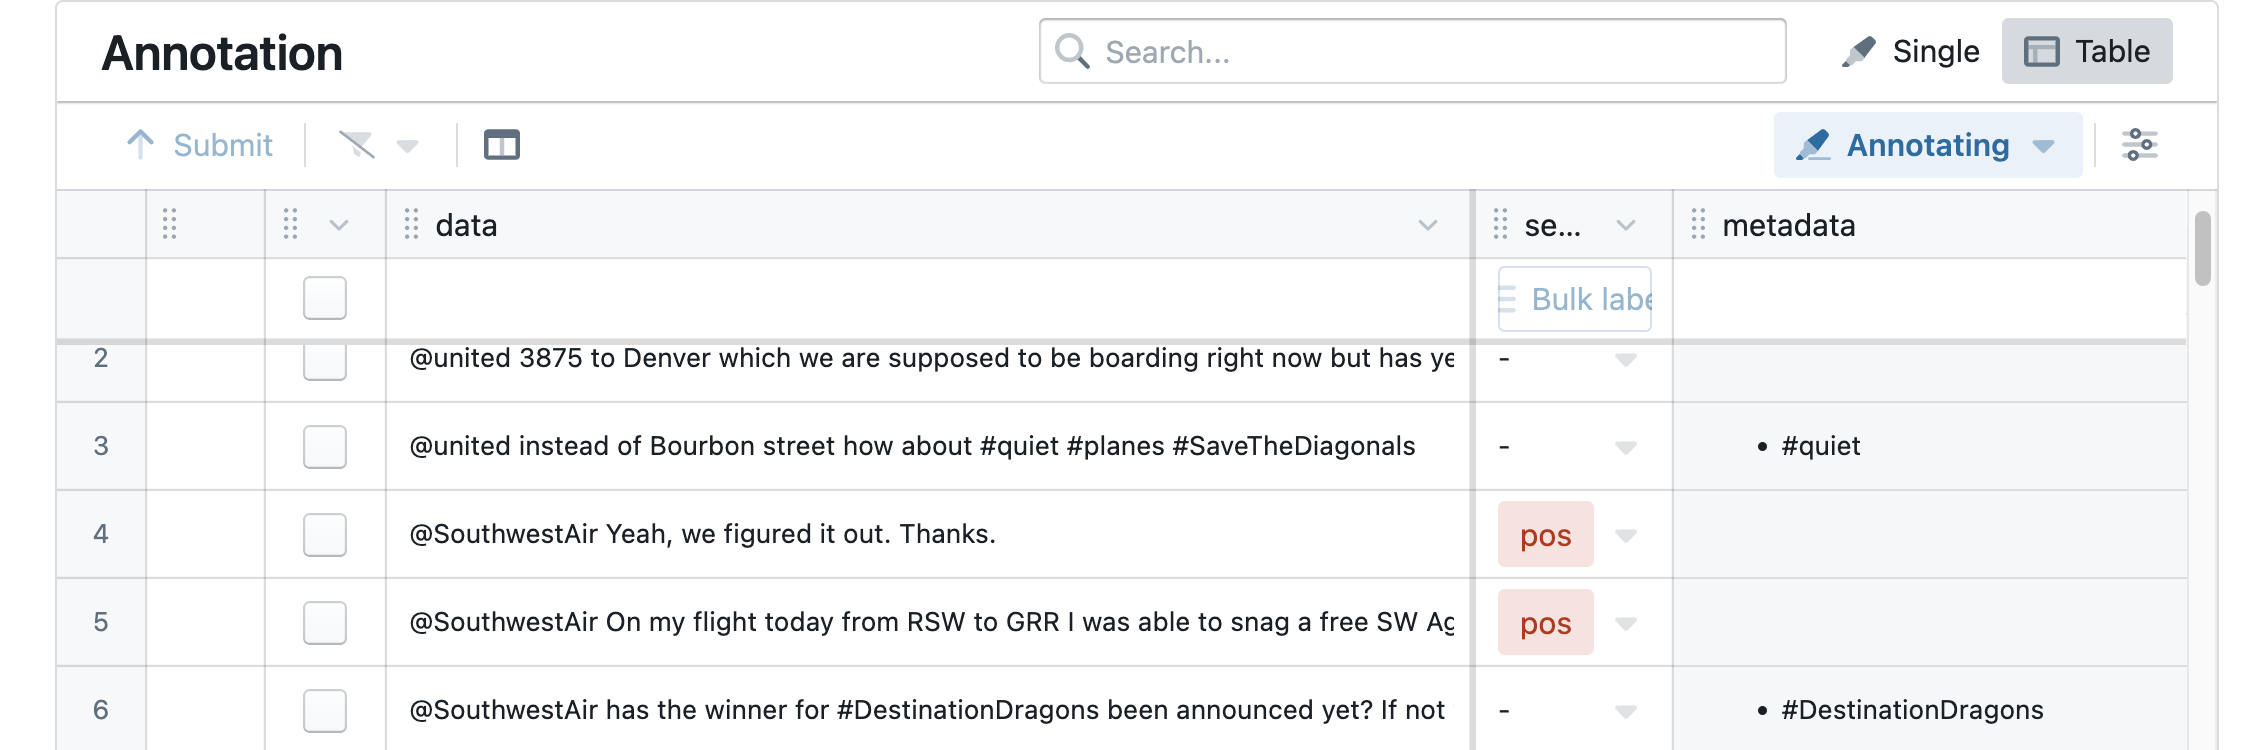 Annotation
Search...
Single
Table
Submit
Annotating
data
se...
metadata
Bulk labe
2 @united 3875 to Denver which we are supposed to be boarding right now but has ye -
3 @united instead of Bourbon street how about #quiet #planes #SaveTheDiagonals - • #quiet
4 @SouthwestAir Yeah, we figured it out. Thanks. pos
5 @SouthwestAir On my flight today from RSW to GRR I was able to snag a free SW Ag pos
6 @SouthwestAir has the winner for #DestinationDragons been announced yet? If not - • #DestinationDragons